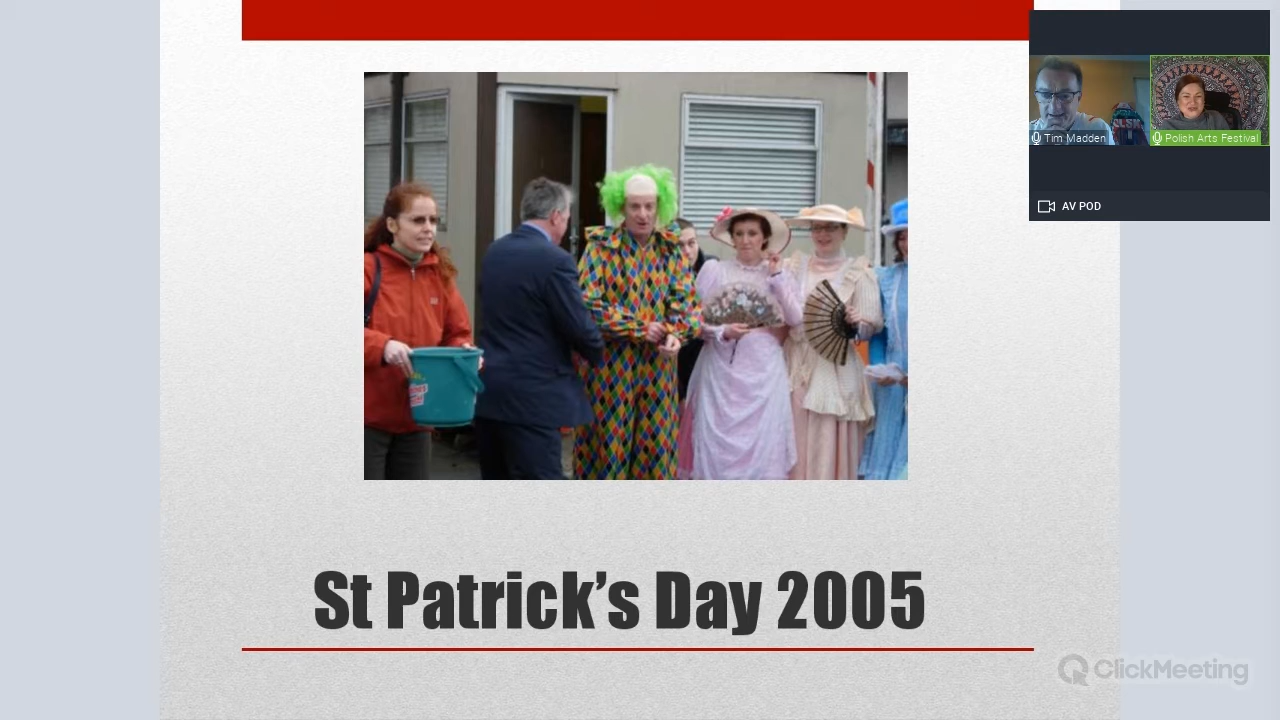 Tim Madden
Polish Arts Festival
AV POD
St Patrick's Day 2005
ClickMeeting